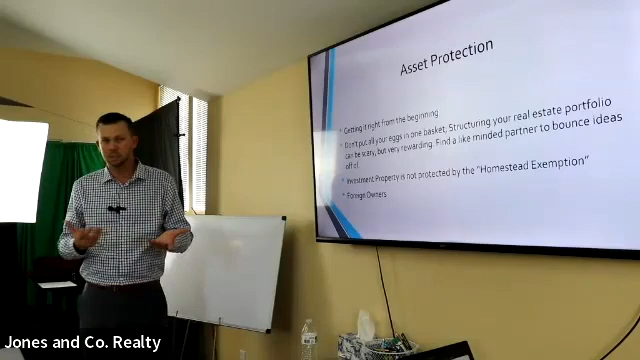 Asset Protection
Getting it right from the beginning
Don't put all your eggs in one basket, Structuring your real estate portfolio
can be scary, but very rewarding. Find a like minded partner to bounce ideas
off of.
Investment Property is not protected by the "Homestead Exemption"
Foreign Owners
Jones and Co. Realty